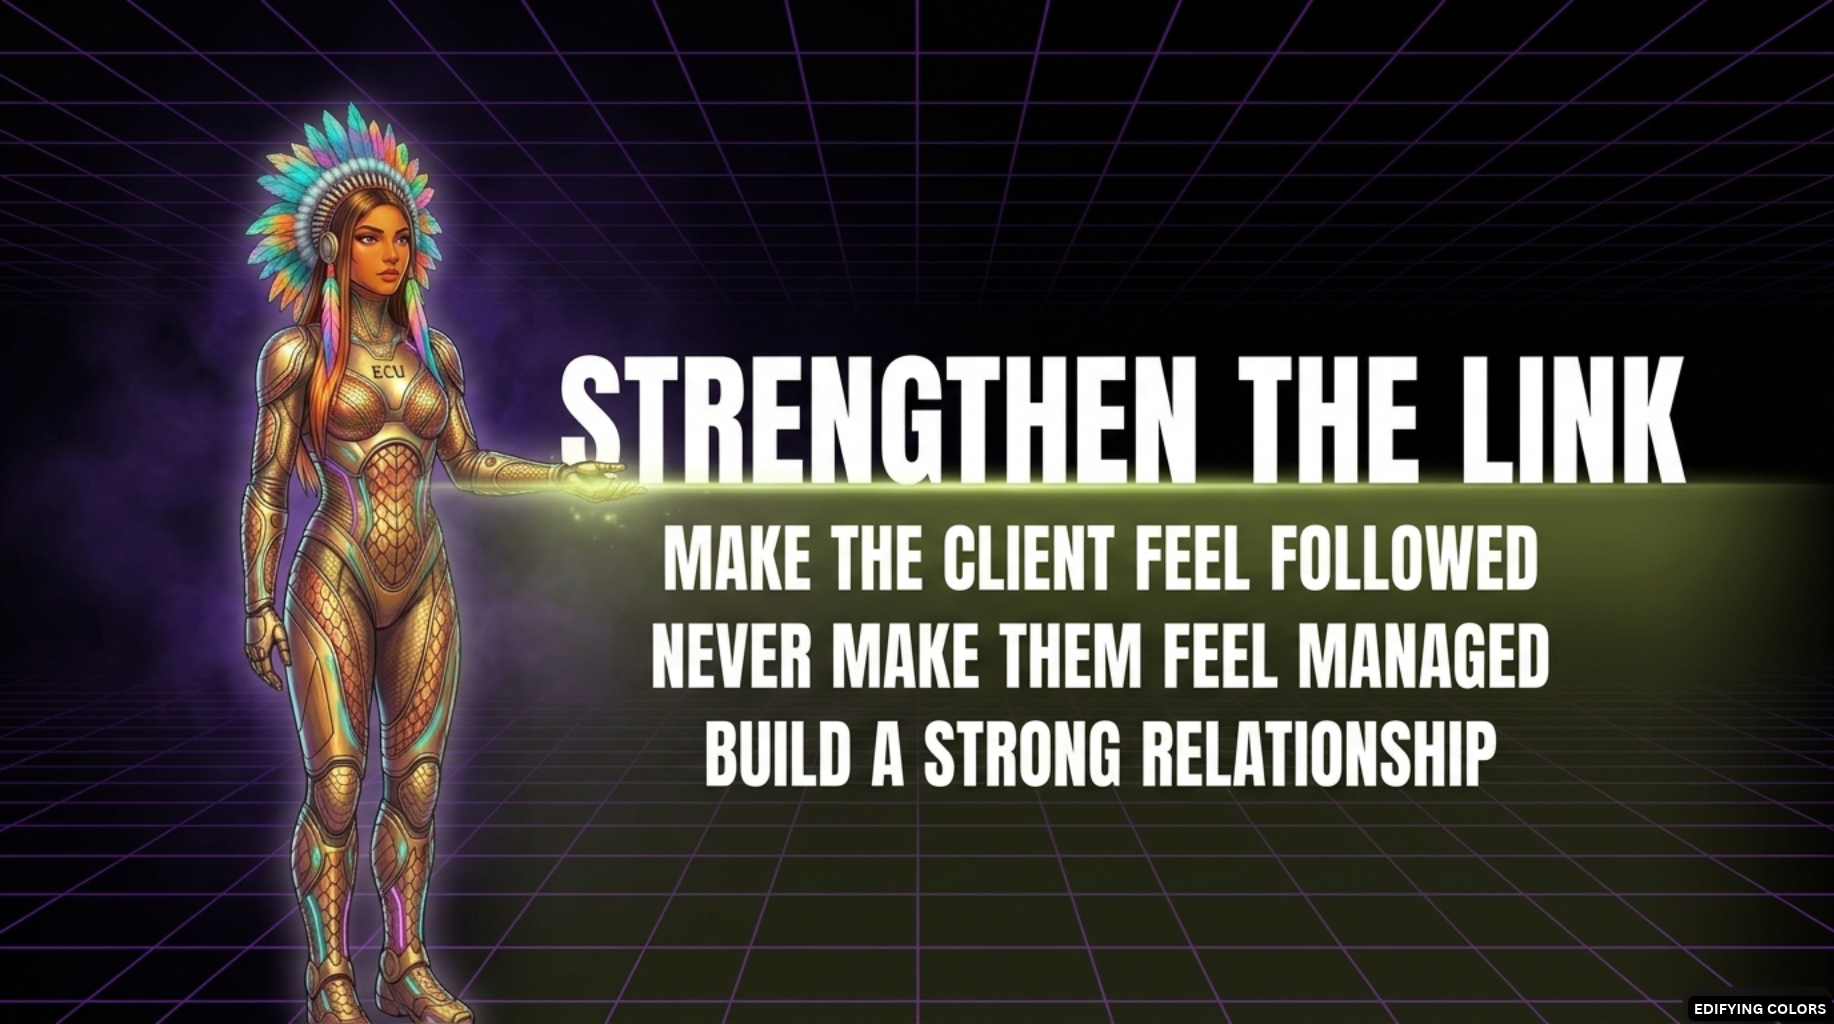 ECU
STRENGTHEN THE LINK
MAKE THE CLIENT FEEL FOLLOWED
NEVER MAKE THEM FEEL MANAGED
BUILD A STRONG RELATIONSHIP
EDIFYING COLORS